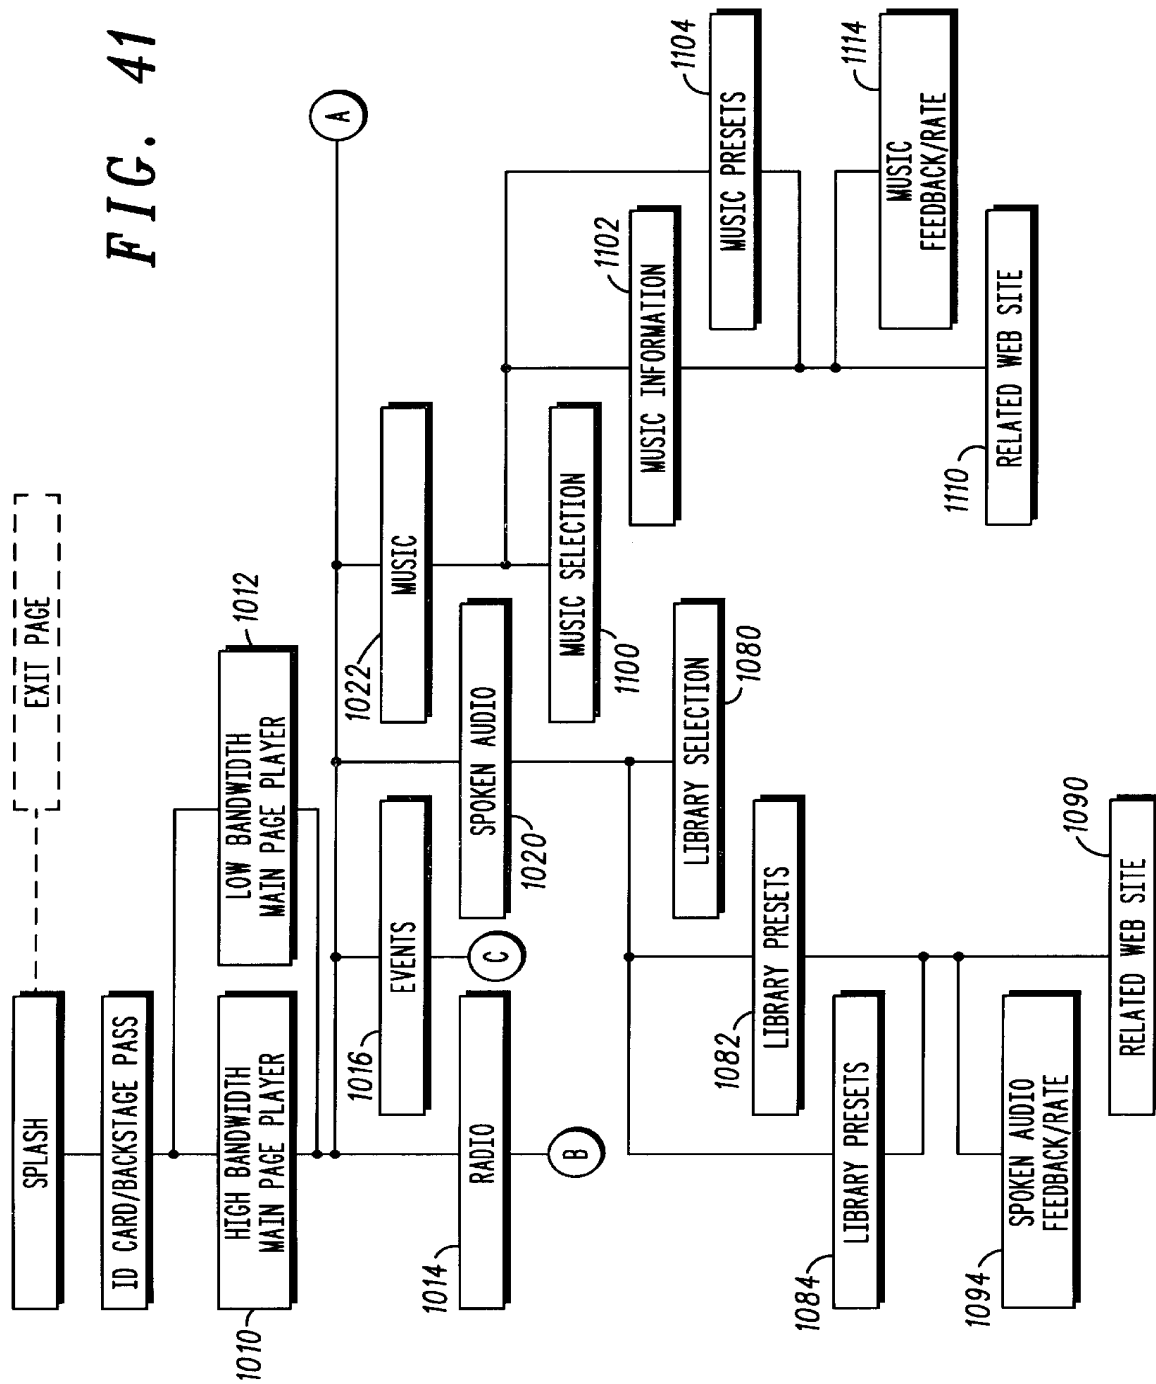 FIG. 41
SPLASH
EXIT PAGE
ID CARD/BACKSTAGE PASS
HIGH BANDWIDTH
MAIN PAGE PLAYER
1010
LOW BANDWIDTH
MAIN PAGE PLAYER
1012
A
RADIO
1014
B
EVENTS
1016
C
SPOKEN AUDIO
1020
MUSIC
1022
MUSIC SELECTION
1100
MUSIC INFORMATION
1102
MUSIC PRESETS
1104
MUSIC
FEEDBACK/RATE
1114
RELATED WEB SITE
1110
LIBRARY SELECTION
1080
LIBRARY PRESETS
1082
LIBRARY PRESETS
1084
SPOKEN AUDIO
FEEDBACK/RATE
1094
RELATED WEB SITE
1090